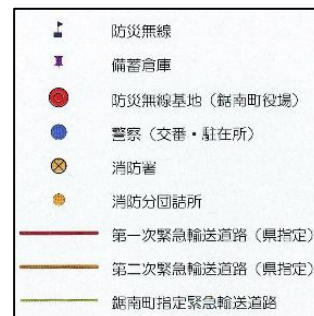 防災無線
備蓄倉庫
防災無線基地（鋸南町役場）
警察（交番・駐在所）
消防署
消防分団詰所
第一次緊急輸送道路（県指定）
第二次緊急輸送道路（県指定）
鋸南町指定緊急輸送道路